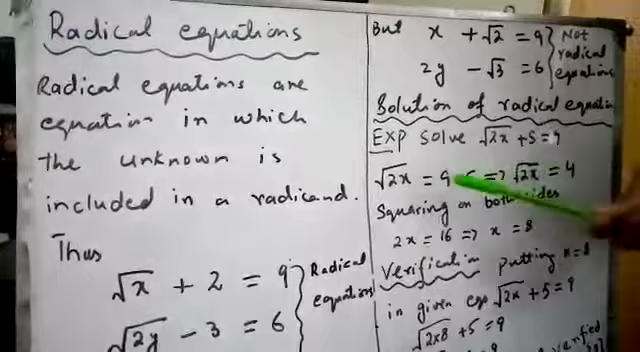 Radical equations
Radical equations are
equation in which
the unknown is
included in a radicand.
Thus
√x + 2 = 9
√2y - 3 = 6
Radical
equations
But x + √2 = 9
2y - √3 = 6
Not
radical
equations
Solution of radical equation
EXP solve √2x + 5 = 9
√2x = 9 ⇒ √2x = 4
Squaring on both sides
2x = 16 ⇒ x = 8
Verification putting x=8
in given eqn √2x + 5 = 9
√2x8 + 5 = 9
verified